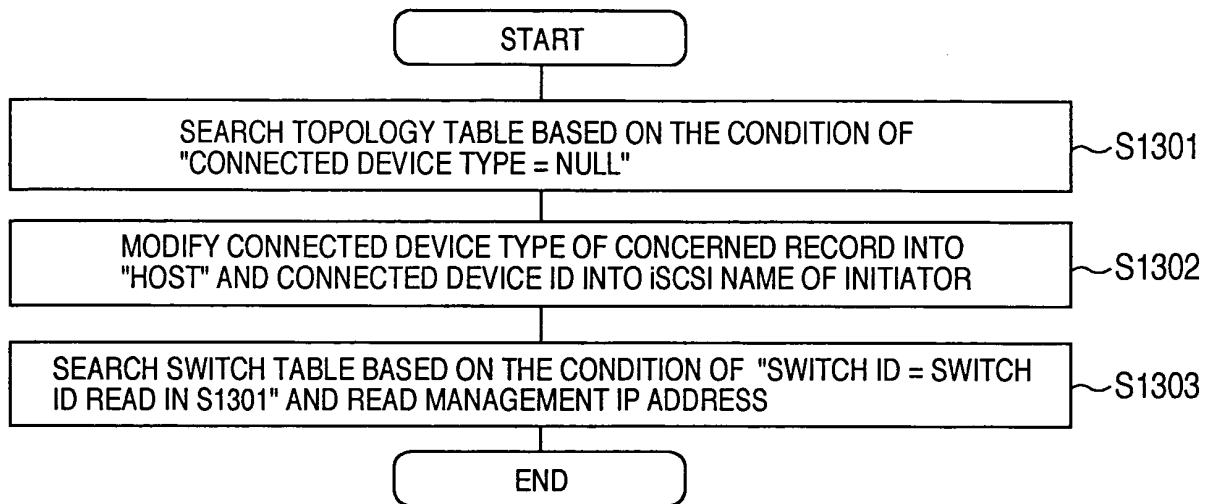 START
SEARCH TOPOLOGY TABLE BASED ON THE CONDITION OF
"CONNECTED DEVICE TYPE = NULL"
S1301
MODIFY CONNECTED DEVICE TYPE OF CONCERNED RECORD INTO
"HOST" AND CONNECTED DEVICE ID INTO iSCSI NAME OF INITIATOR
S1302
SEARCH SWITCH TABLE BASED ON THE CONDITION OF "SWITCH ID = SWITCH
ID READ IN S1301" AND READ MANAGEMENT IP ADDRESS
S1303
END